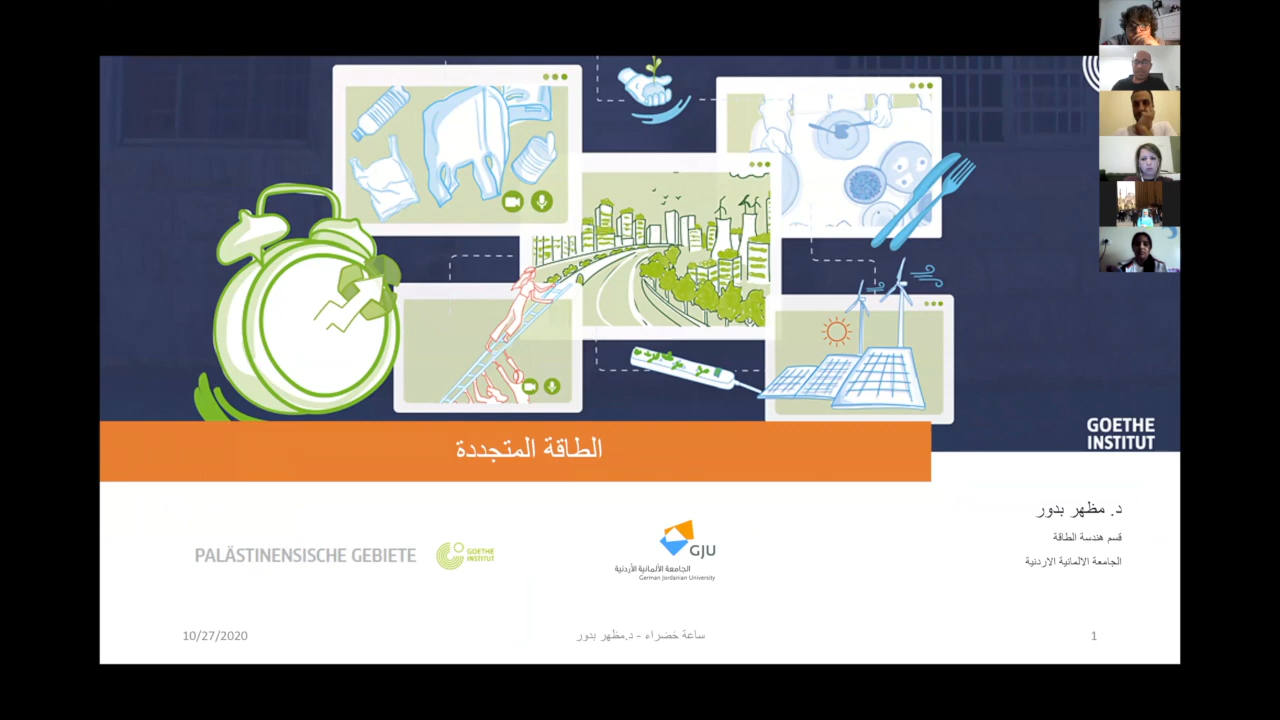 GOETHE
INSTITUT
الطاقة المتجددة
د. مظهر بدور
قسم هندسة الطاقة
الجامعة الالمانية الاردنية
PALÄSTINENSISCHE GEBIETE
GOETHE
INSTITUT
GJU
الجامعة الألمانية الأردنية
German Jordanian University
10/27/2020
ساعة خضراء - د.مظهر بدور
1